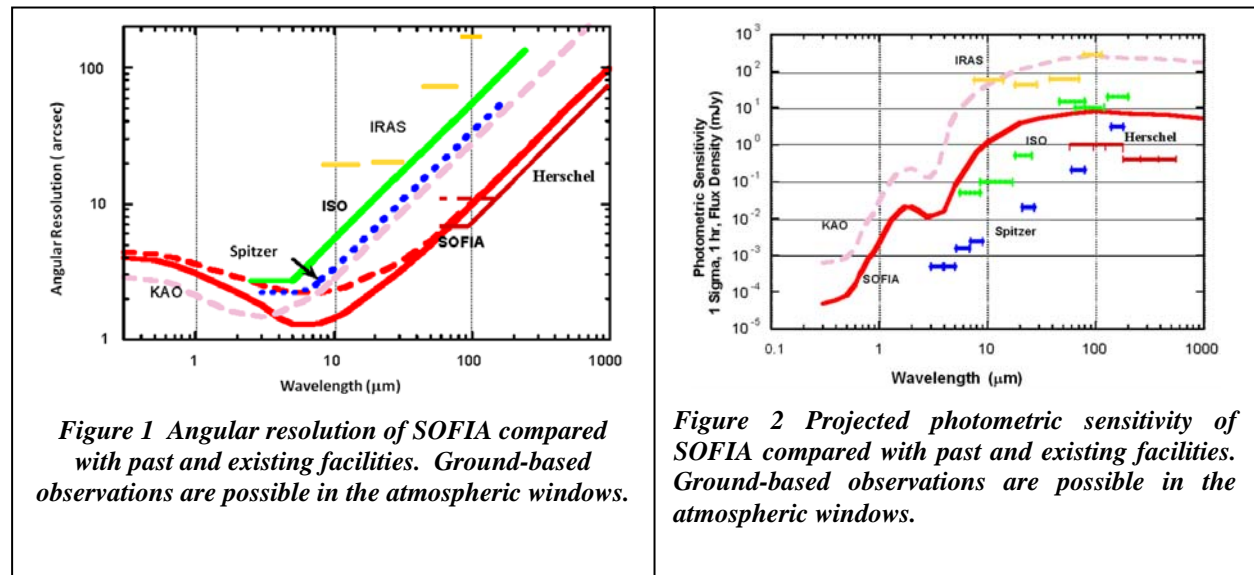 100
10
1
Angular Resolution ( arcsec)
IRAS
ISO
Herschel
Spitzer
SOFIA
KAO
1
10
100
1000
Wavelength (μm)
Figure 1 Angular resolution of SOFIA compared
with past and existing facilities. Ground-based
observations are possible in the atmospheric windows.
Photometric Sensitivity
1 Sigma, 1 hr, Flux Density (mJy)
10³
10²
10¹
10⁰
10⁻¹
10⁻²
10⁻³
10⁻⁴
10⁻⁵
IRAS
Herschel
ISO
KAO
Spitzer
SOFIA
0.1
1
10
100
1000
Wavelength (μm)
Figure 2 Projected photometric sensitivity of
SOFIA compared with past and existing facilities.
Ground-based observations are possible in the
atmospheric windows.